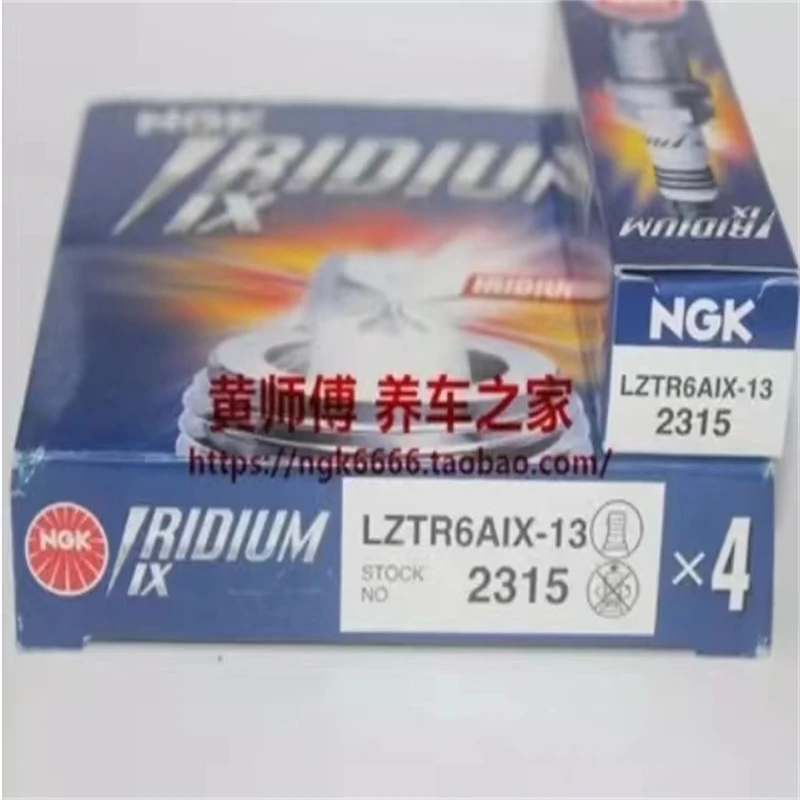 NGK
IRIDIUM
IX
IRIDIUM
IRIDIUM
IX
NGK
LZTR6AIX-13
2315
黄师傅 养车之家
https://ngk6666.taobao.com/
NGK
IRIDIUM
IX
LZTR6AIX-13
STOCK
NO
2315
×4